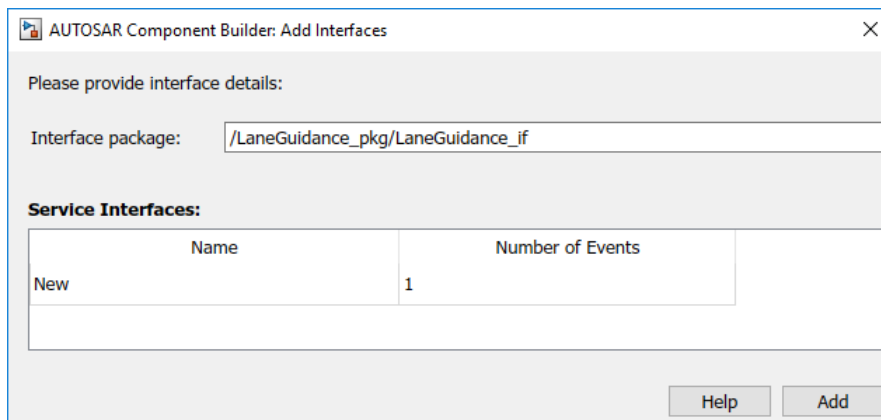 AUTOSAR Component Builder: Add Interfaces
Please provide interface details:
Interface package: /LaneGuidance_pkg/LaneGuidance_if
Service Interfaces:
Name Number of Events
New 1
Help Add